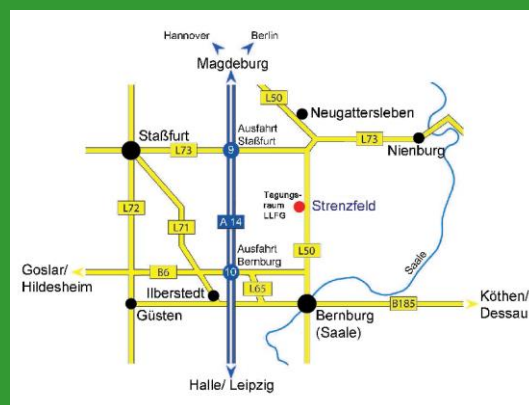 Hannover
Berlin
Magdeburg
L50
Neugattersleben
Staßfurt
Ausfahrt
Staßfurt
L73
9
L73
Nienburg
Tagungs-
raum
LLFG
Strenzfeld
L72
L71
A 14
L50
Saale
Goslar/
Hildesheim
B6
Ausfahrt
Bernburg
10
Ilberstedt
L65
Güsten
Bernburg
(Saale)
B185
Köthen/
Dessau
Halle/ Leipzig